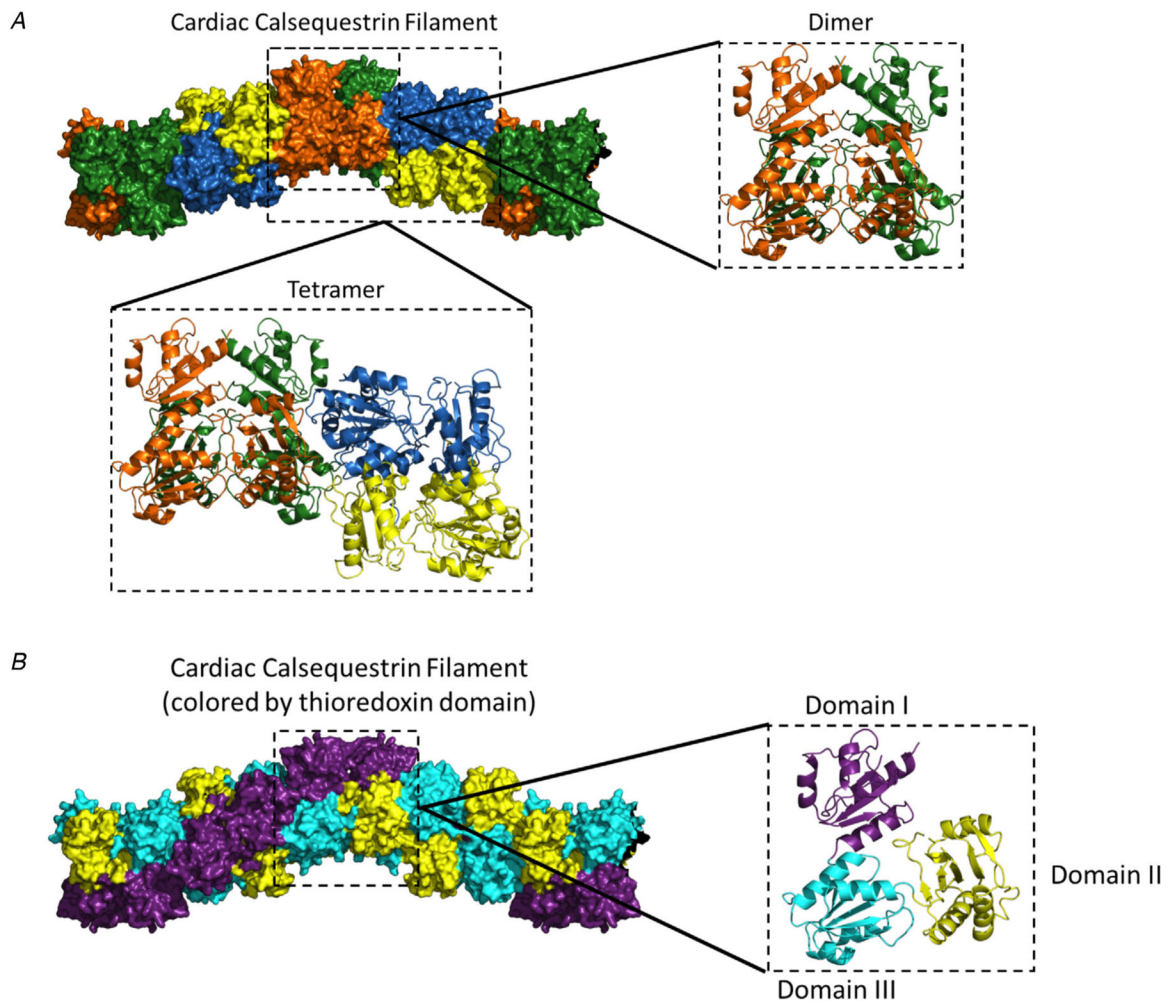 A
Cardiac Calsequestrin Filament
Dimer
Tetramer
B
Cardiac Calsequestrin Filament
(colored by thioredoxin domain)
Domain I
Domain II
Domain III